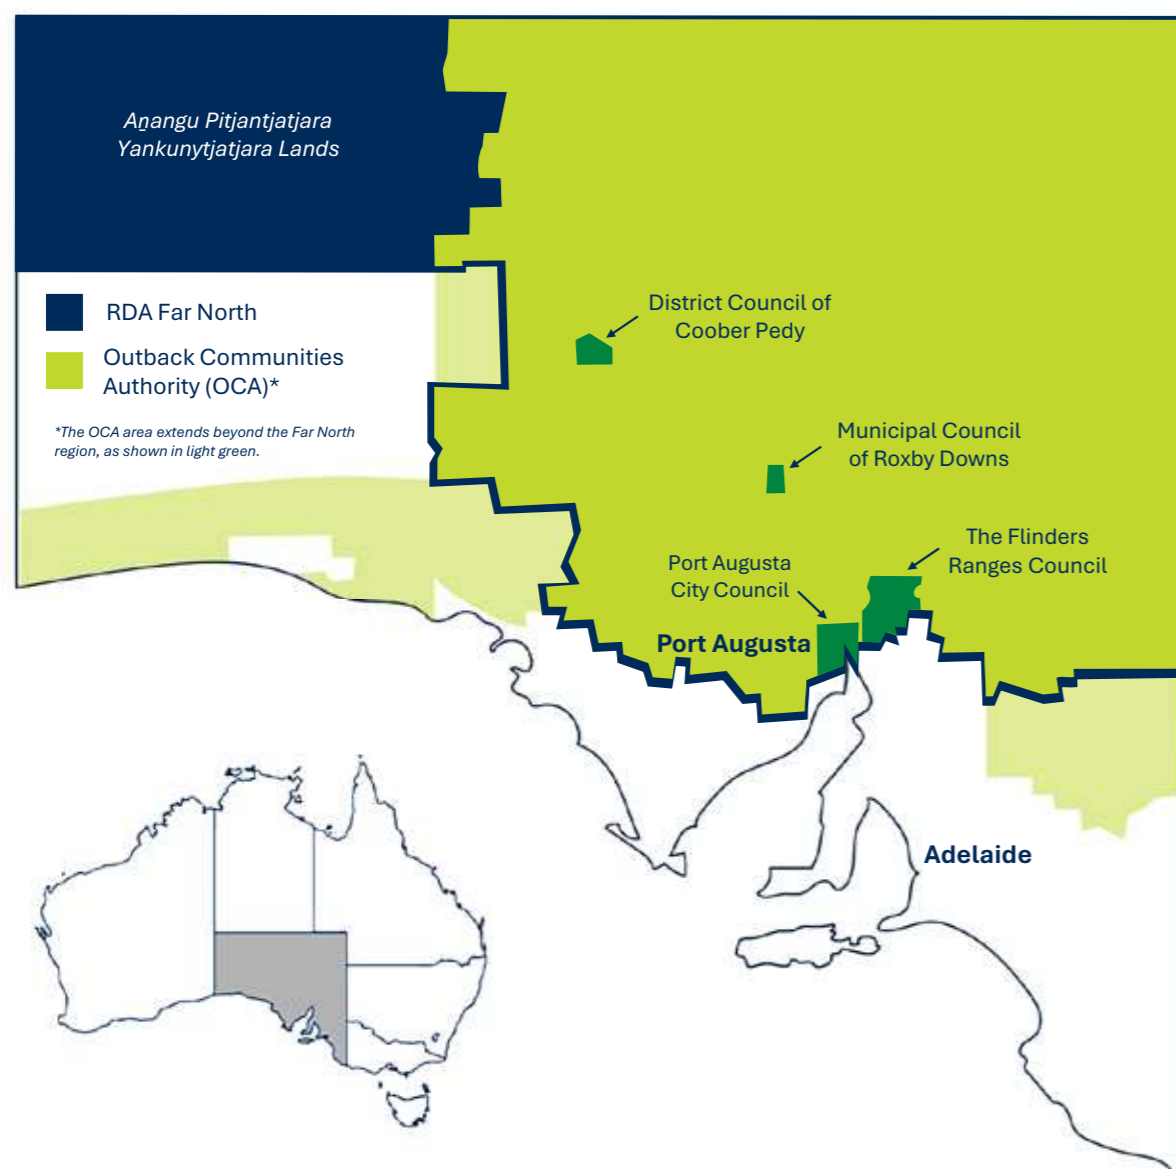 Aṉangu Pitjantjatjara
Yankunytjatjara Lands
RDA Far North
Outback Communities
Authority (OCA)*
*The OCA area extends beyond the Far North
region, as shown in light green.
District Council of
Coober Pedy
Municipal Council
of Roxby Downs
The Flinders
Ranges Council
Port Augusta
City Council
Port Augusta
Adelaide